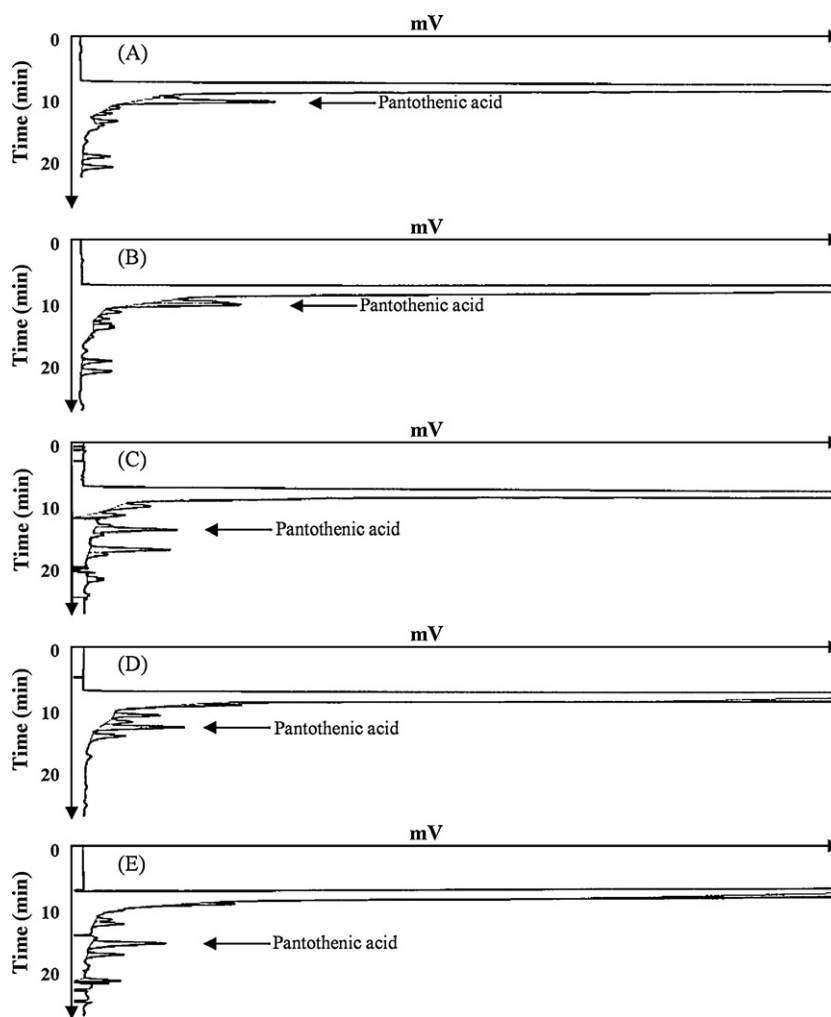 mV
0
(A)
10
Pantothenic acid
20
Time (min)
mV
0
(B)
10
Pantothenic acid
20
Time (min)
mV
0
(C)
10
Pantothenic acid
20
Time (min)
mV
0
(D)
10
Pantothenic acid
20
Time (min)
mV
0
(E)
10
Pantothenic acid
20
Time (min)